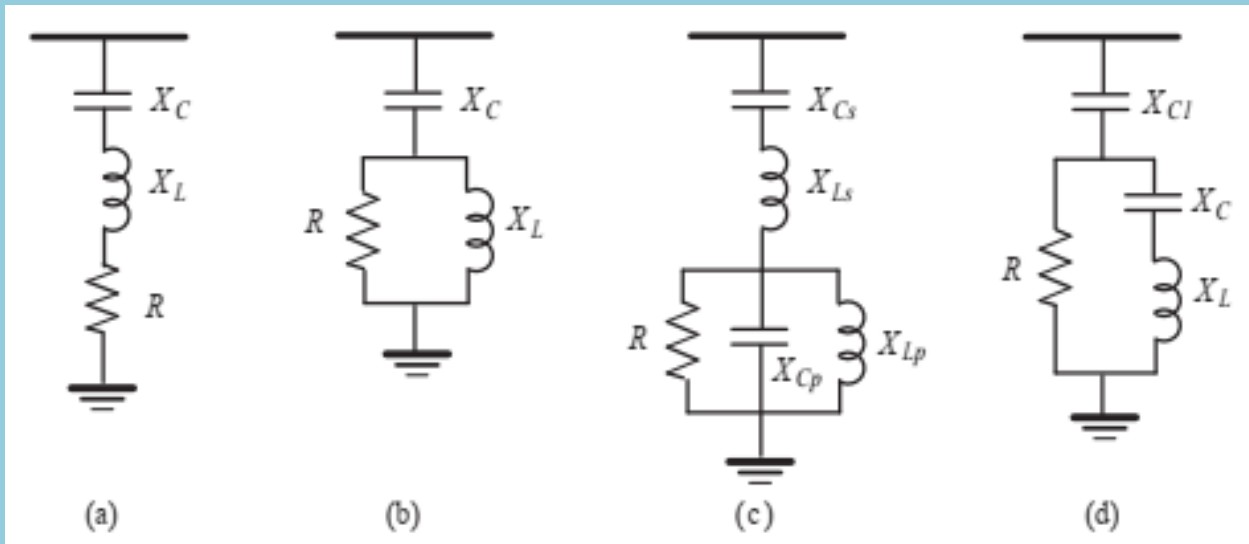 X_C
X_L
R
(a)
X_C
R
X_L
(b)
X_Cs
X_Ls
R
X_Cp
X_Lp
(c)
X_C1
X_C
R
X_L
(d)